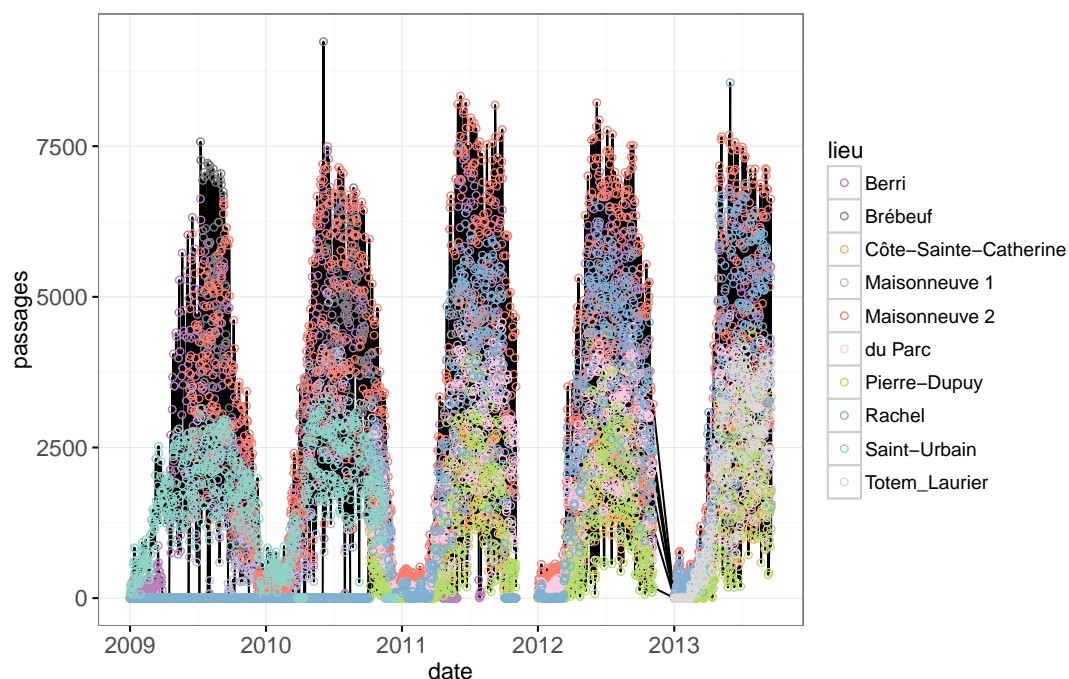 7500
5000
2500
0
passages
2009 2010 2011 2012 2013
date
lieu
Berri
Brébeuf
Côte−Sainte−Catherine
Maisonneuve 1
Maisonneuve 2
du Parc
Pierre−Dupuy
Rachel
Saint−Urbain
Totem_Laurier